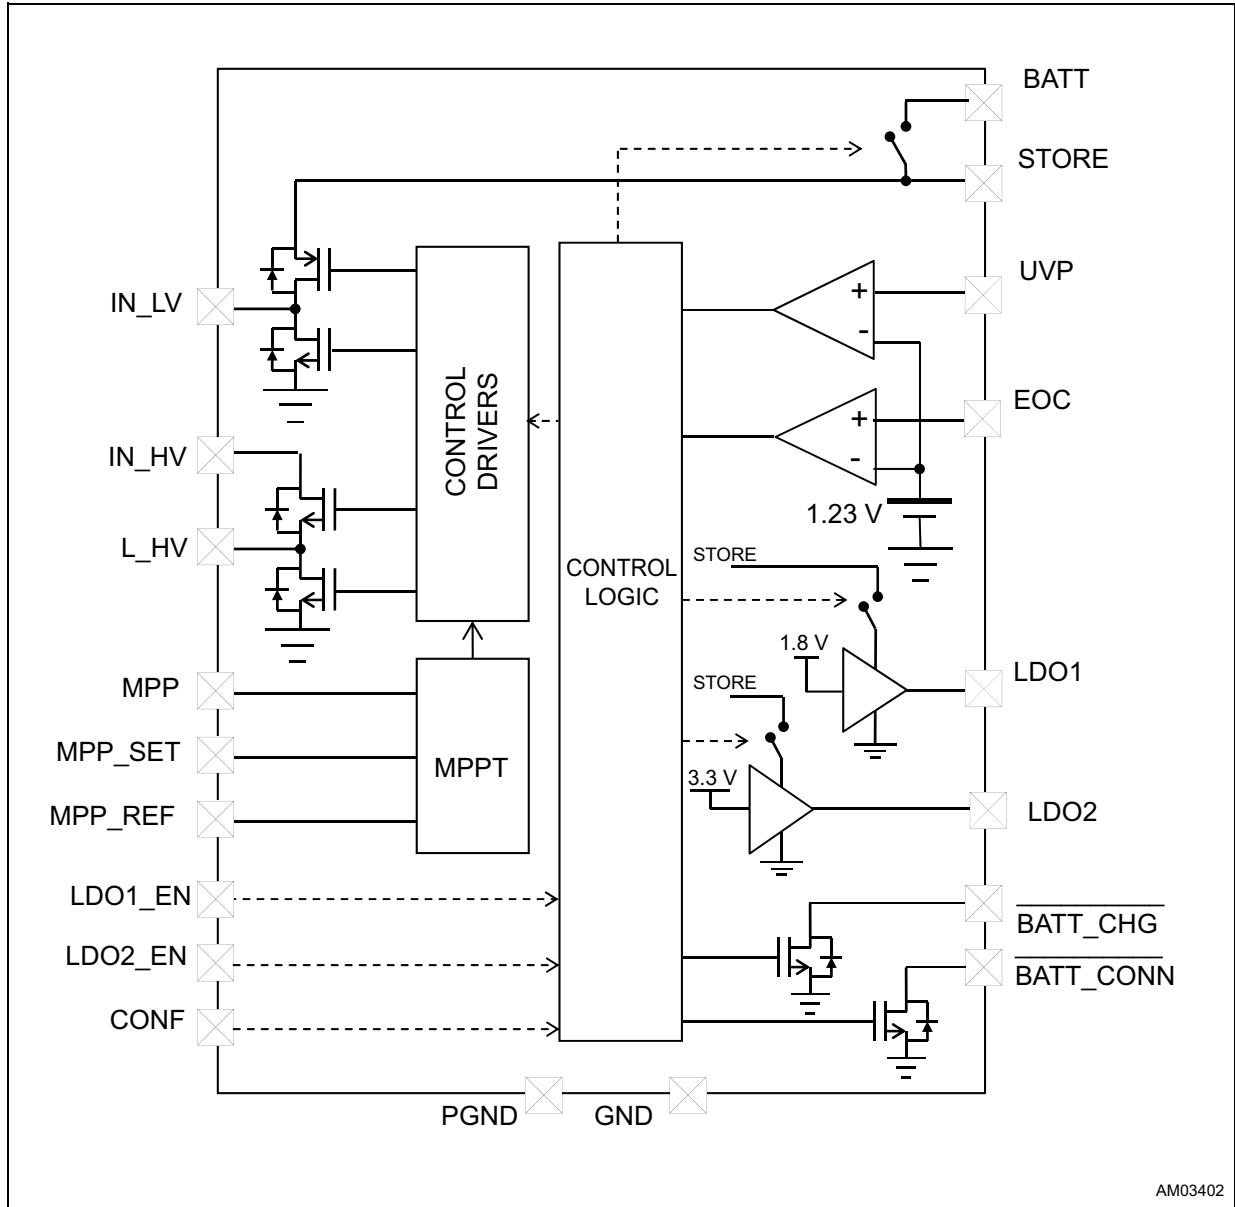 BATT
STORE
UVP
+
-
IN_LV
EOC
+
-
CONTROL
DRIVERS
IN_HV
1.23 V
L_HV
STORE
CONTROL
LOGIC
1.8 V
LDO1
MPP
STORE
MPP_SET
MPPT
3.3 V
MPP_REF
LDO2
LDO1_EN
BATT_CHG
LDO2_EN
BATT_CONN
CONF
PGND
GND
AM03402